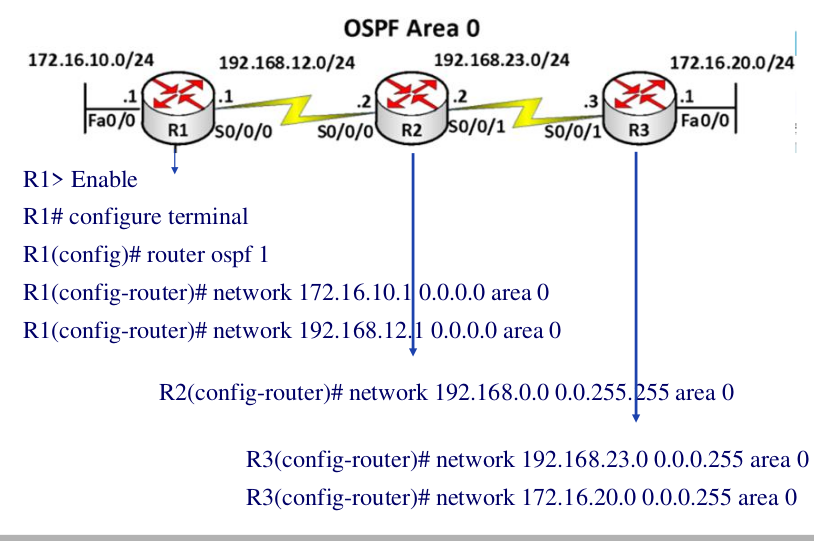 OSPF Area 0
172.16.10.0/24 192.168.12.0/24 192.168.23.0/24 172.16.20.0/24
.1 .1 .2 .2 .3 .1
Fa0/0 R1 S0/0/0 S0/0/0 R2 S0/0/1 S0/0/1 R3 Fa0/0
R1> Enable
R1# configure terminal
R1(config)# router ospf 1
R1(config-router)# network 172.16.10.1 0.0.0.0 area 0
R1(config-router)# network 192.168.12.1 0.0.0.0 area 0
R2(config-router)# network 192.168.0.0 0.0.255.255 area 0
R3(config-router)# network 192.168.23.0 0.0.0.255 area 0
R3(config-router)# network 172.16.20.0 0.0.0.255 area 0